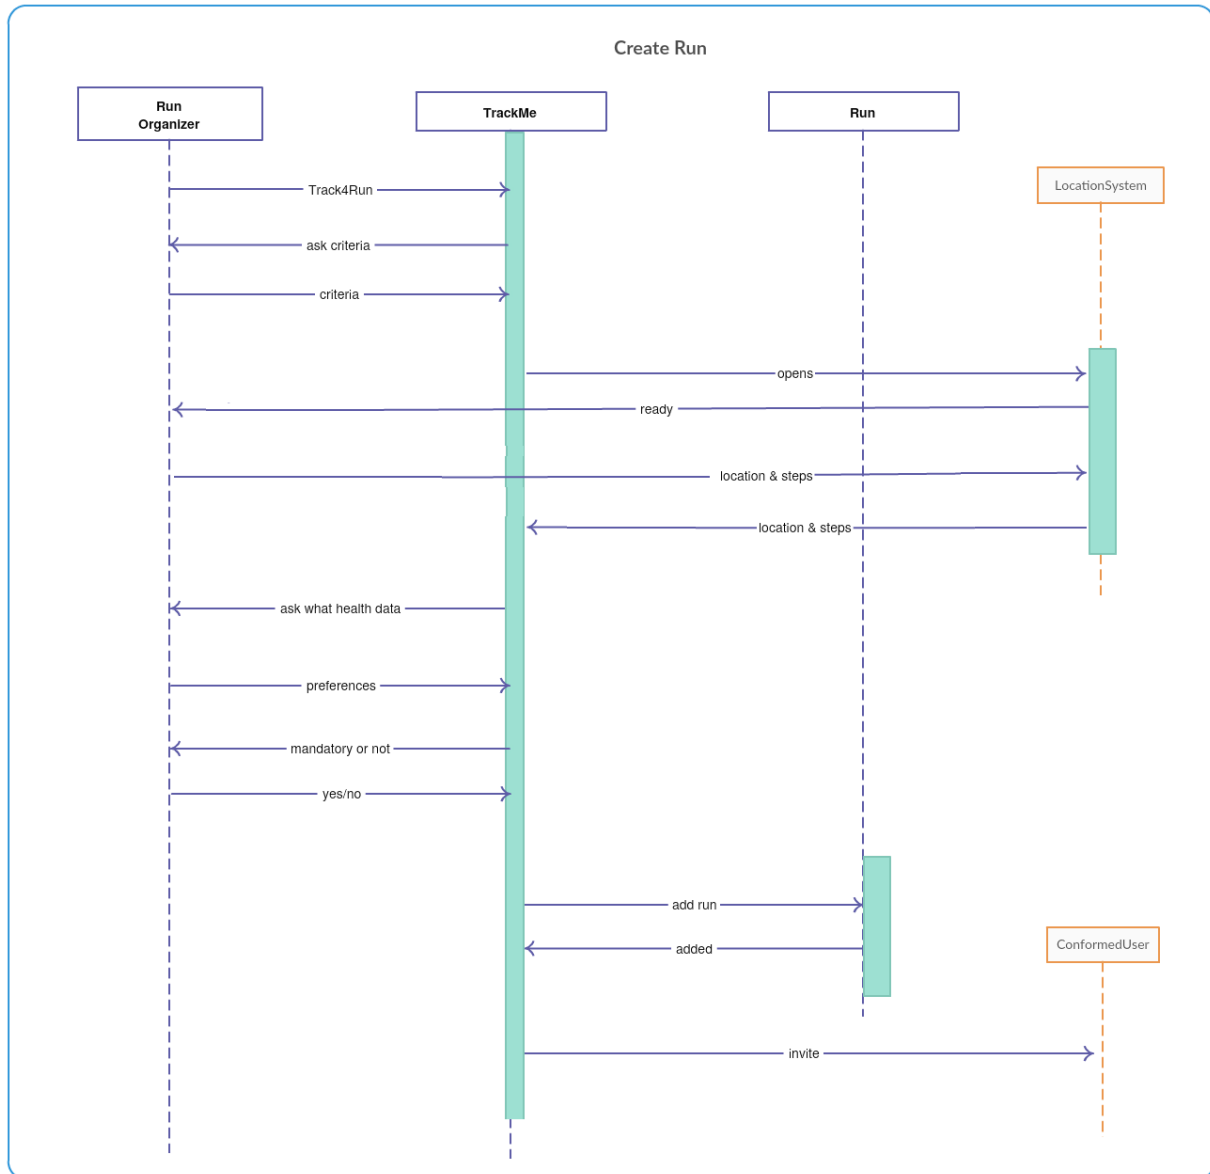 Create Run
Run
Organizer
TrackMe
Run
LocationSystem
Track4Run
ask criteria
criteria
opens
ready
location & steps
location & steps
ask what health data
preferences
mandatory or not
yes/no
add run
added
ConformedUser
invite